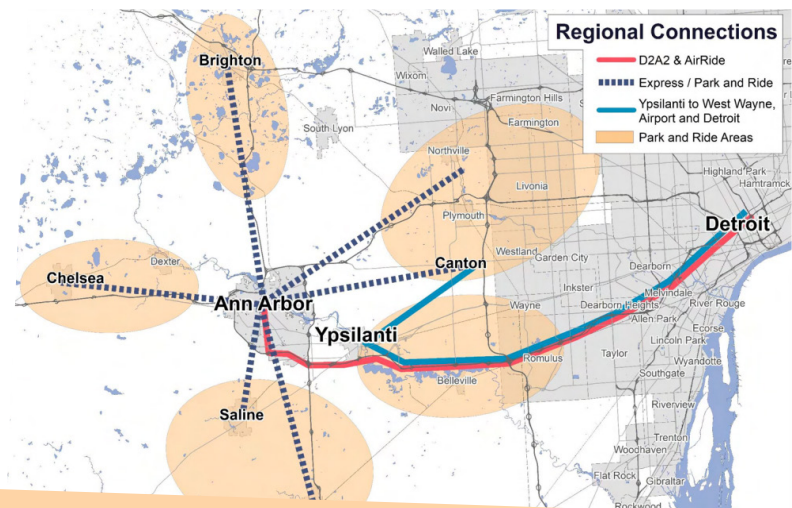 Regional Connections
D2A2 & AirRide
Express / Park and Ride
Ypsilanti to West Wayne,
Airport and Detroit
Park and Ride Areas
Walled Lake
Brighton
Wixom
Farmington Hills
Novi
Farmington
South Lyon
Northville
Highland Park
Hamtramck
Livonia
Plymouth
Detroit
Westland
Garden City
Dexter
Canton
Dearborn
Chelsea
Inkster
Melvindale
Ann Arbor
Wayne
Dearborn Heights
River Rouge
Allen Park
Ypsilanti
Ecorse
Lincoln Park
Romulus
Taylor
Wyandotte
Belleville
Southgate
Riverview
Saline
Trenton
Woodhaven
Flat Rock
Gibraltar
Rockwood